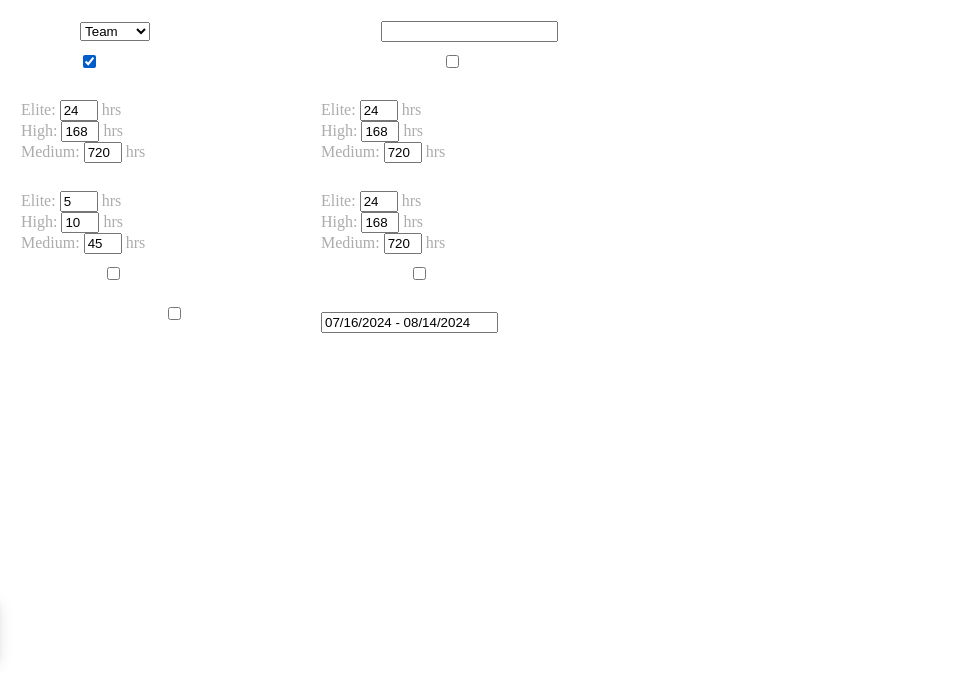 Team
Elite: 24 hrs
High: 168 hrs
Medium: 720 hrs
Elite: 24 hrs
High: 168 hrs
Medium: 720 hrs
Elite: 5 hrs
High: 10 hrs
Medium: 45 hrs
Elite: 24 hrs
High: 168 hrs
Medium: 720 hrs
07/16/2024 - 08/14/2024